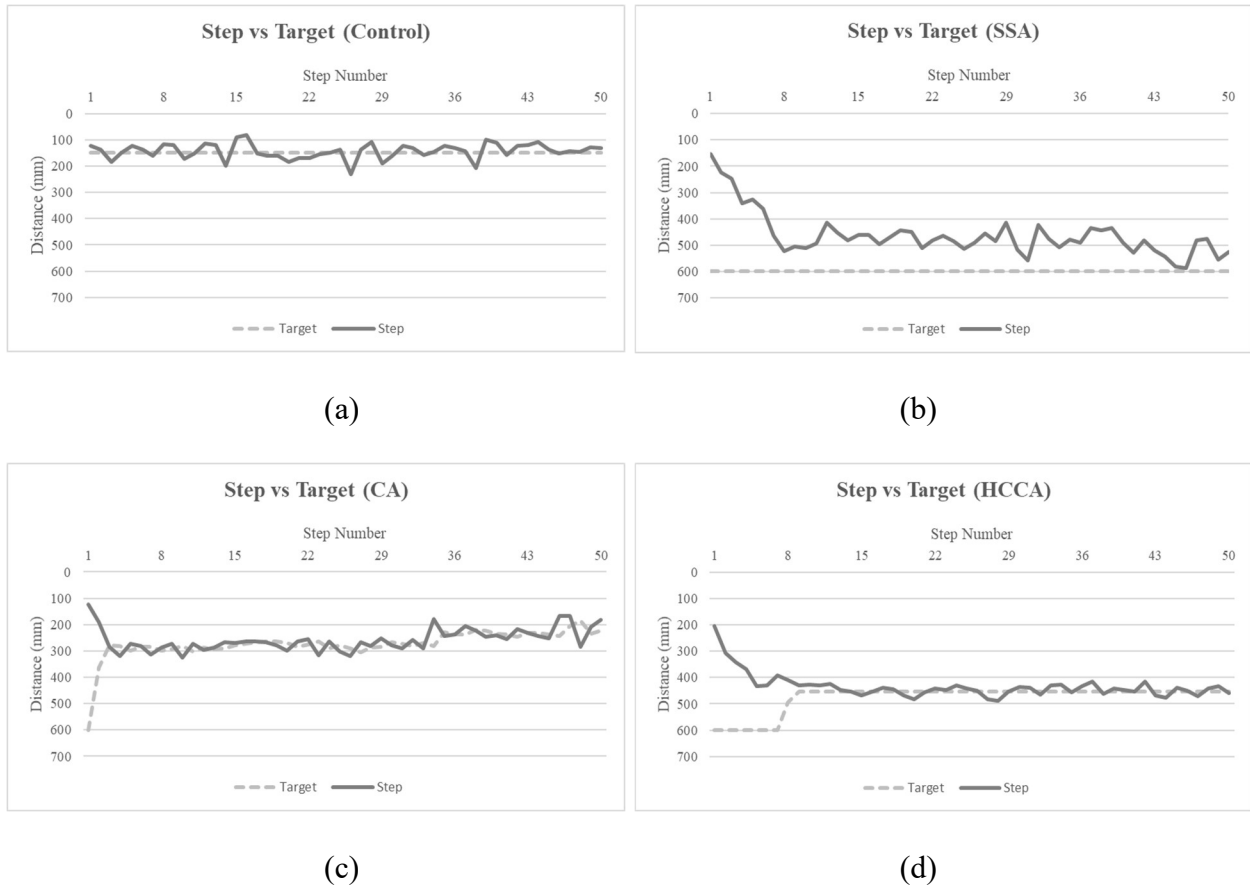 Step vs Target (Control)
Step Number
1 8 15 22 29 36 43 50
0
100
200
300
400
500
600
700
Distance (mm)
Target Step
(a)
Step vs Target (SSA)
Step Number
1 8 15 22 29 36 43 50
0
100
200
300
400
500
600
700
Distance (mm)
Target Step
(b)
Step vs Target (CA)
Step Number
1 8 15 22 29 36 43 50
0
100
200
300
400
500
600
700
Distance (mm)
Target Step
(c)
Step vs Target (HCCA)
Step Number
1 8 15 22 29 36 43 50
0
100
200
300
400
500
600
700
Distance (mm)
Target Step
(d)